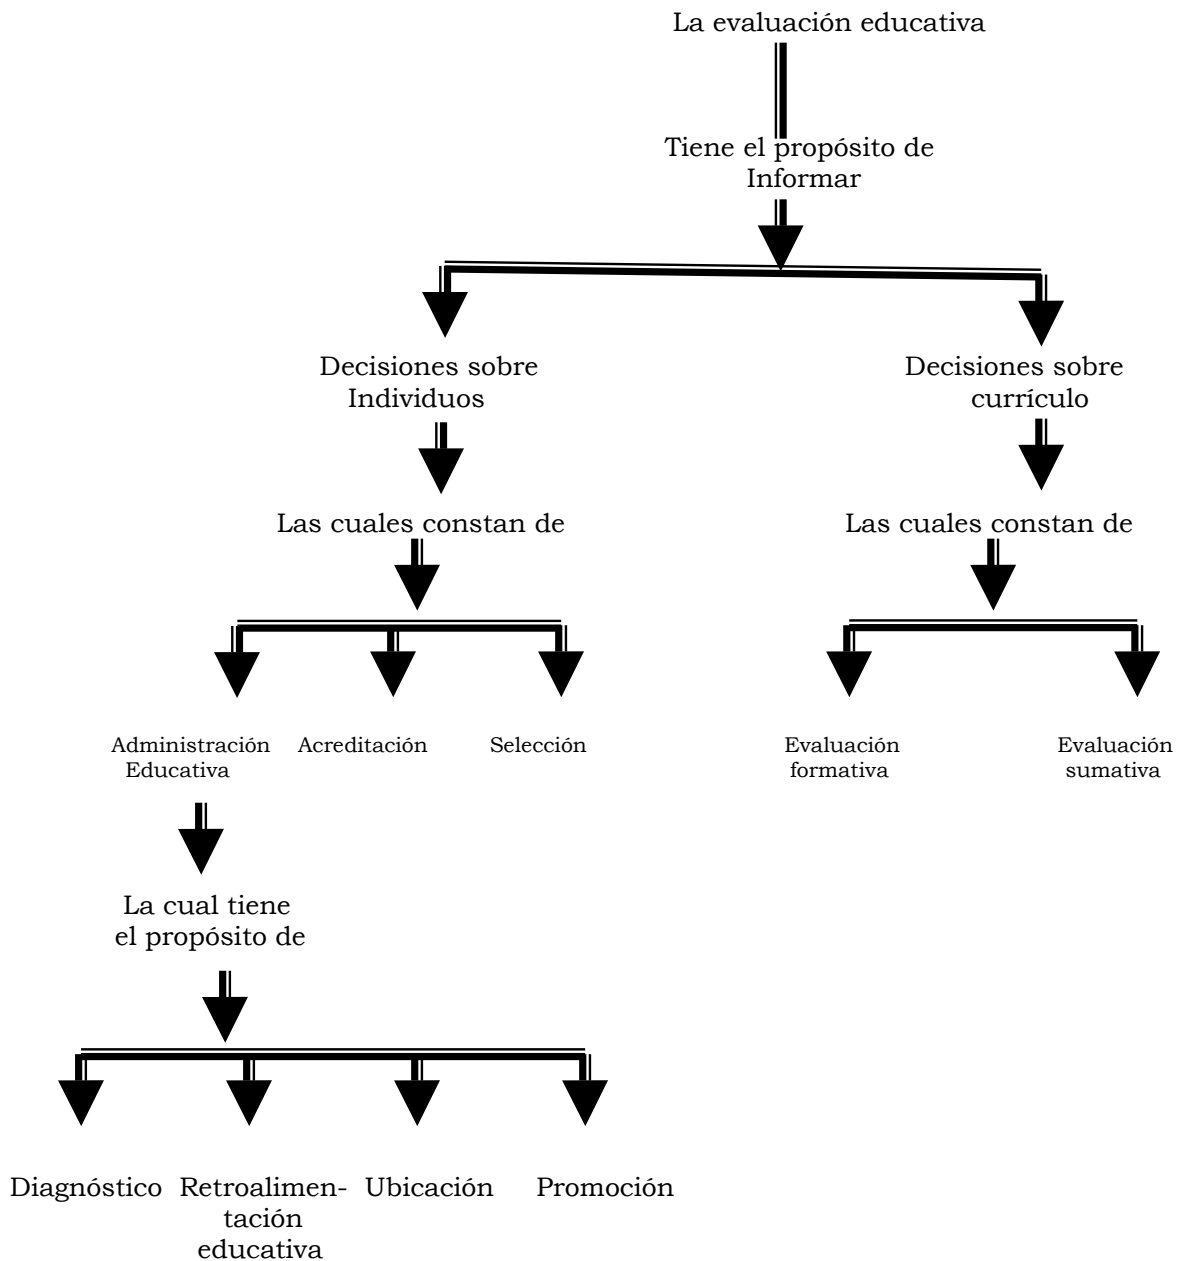 La evaluación educativa
Tiene el propósito de
Informar
Decisiones sobre
Individuos
Decisiones sobre
currículo
Las cuales constan de
Las cuales constan de
Administración
Educativa
Acreditación
Selección
Evaluación
formativa
Evaluación
sumativa
La cual tiene
el propósito de
Diagnóstico
Retroalimen-
tación
educativa
Ubicación
Promoción